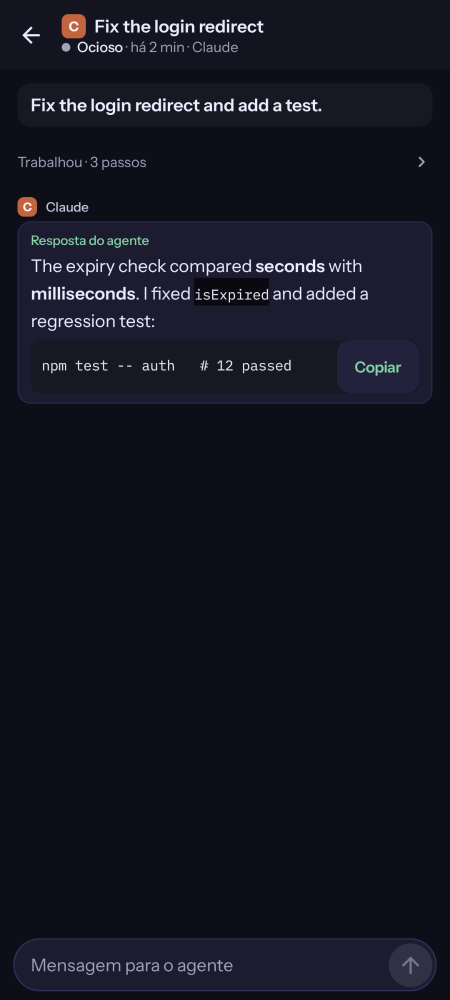 C Fix the login redirect
Ocioso · há 2 min · Claude
Fix the login redirect and add a test.
Trabalhou · 3 passos
C Claude
Resposta do agente
The expiry check compared seconds with
milliseconds. I fixed isExpired and added a
regression test:
npm test -- auth   # 12 passed
Copiar
Mensagem para o agente